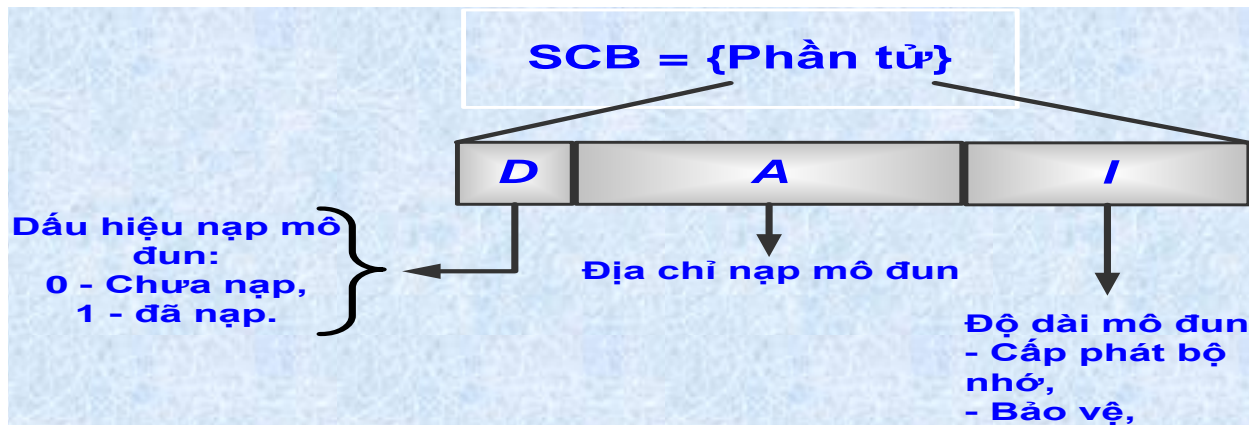 SCB = {Phần tử}
D
A
I
Dấu hiệu nạp mô
đun:
0 - Chưa nạp,
1 - đã nạp.
Địa chỉ nạp mô đun
Độ dài mô đun
- Cấp phát bộ
nhớ,
- Bảo vệ,